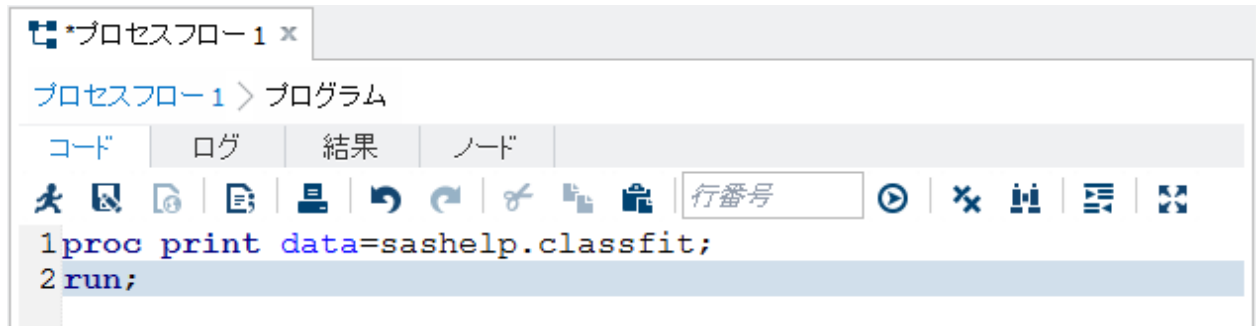 *プロセスフロー 1 ×
プロセスフロー 1 > プログラム
コード ログ 結果 ノード
行番号
1 proc print data=sashelp.classfit;
2 run;